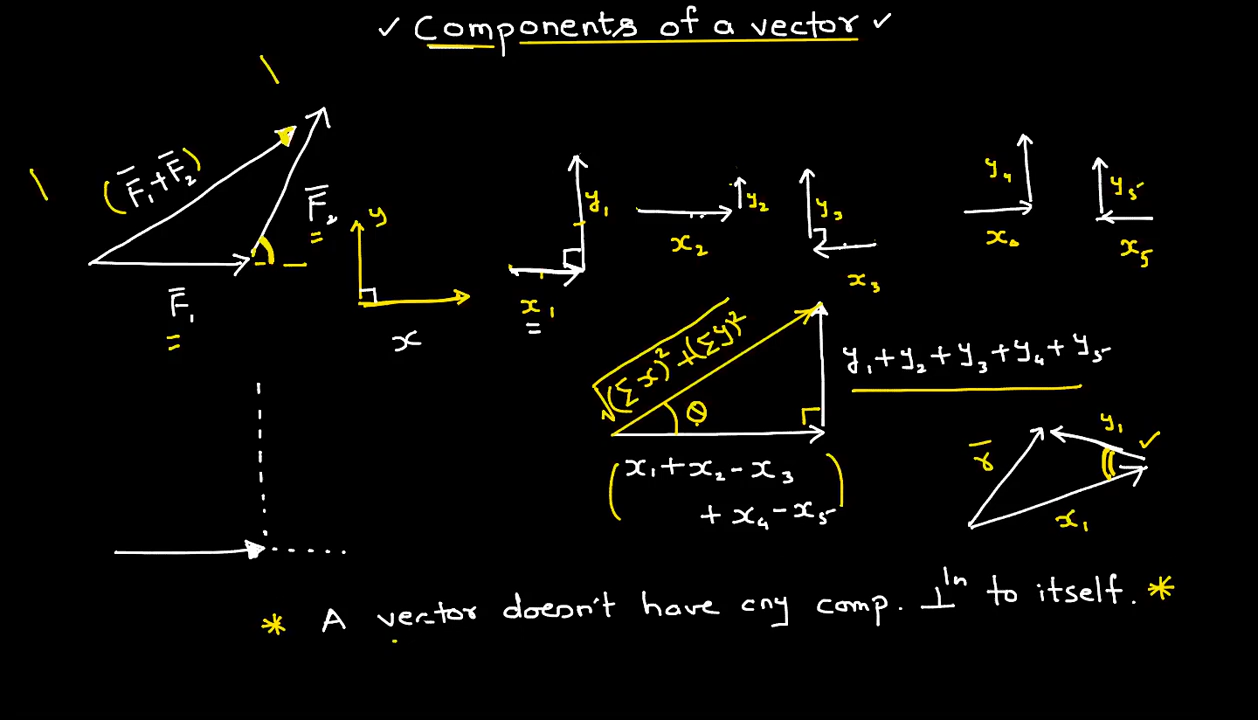 ✓ Components of a vector ✓
(F̄₁+F̄₂)
F̄₂
F̄₁
y
x
y₁
x₁
y₂
x₂
y₃
x₃
y₄
x₄
y₅
x₅
√(Σx)²+(Σy)²
θ
y₁+y₂+y₃+y₄+y₅
(x₁+x₂-x₃
+x₄-x₅)
r̄
y₁ ✓
x₁
* A vector doesn't have any comp. ⊥ˡⁿ to itself. *